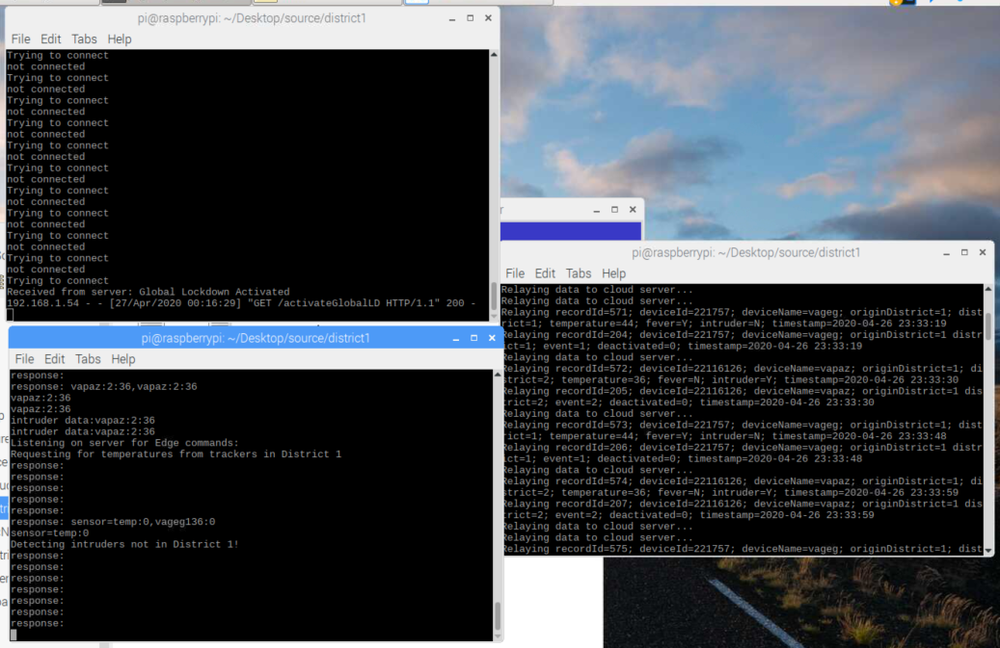 pi@raspberrypi: ~/Desktop/source/district1
File Edit Tabs Help
Trying to connect
not connected
Trying to connect
not connected
Trying to connect
not connected
Trying to connect
not connected
Trying to connect
not connected
Trying to connect
not connected
Trying to connect
not connected
Trying to connect
not connected
Trying to connect
not connected
Trying to connect
not connected
Trying to connect
Received from server: Global Lockdown Activated
192.168.1.54 - - [27/Apr/2020 00:16:29] "GET /activateGlobalLD HTTP/1.1" 200 -
pi@raspberrypi: ~/Desktop/source/district1
File Edit Tabs Help
response:
response: vapaz:2:36,vapaz:2:36
vapaz:2:36
vapaz:2:36
intruder data:vapaz:2:36
intruder data:vapaz:2:36
Listening on server for Edge commands:
Requesting for temperatures from trackers in District 1
response:
response:
response:
response:
response:
response: sensor=temp:0,vageg136:0
sensor=temp:0
Detecting intruders not in District 1!
response:
response:
response:
response:
response:
response:
response:
pi@raspberrypi: ~/Desktop/source/district1
File Edit Tabs Help
Relaying data to cloud server...
Relaying data to cloud server...
Relaying recordId=571; deviceId=221757; deviceName=vageg; originDistrict=1; dist
rict=1; temperature=44; fever=Y; intruder=N; timestamp=2020-04-26 23:33:19
Relaying recordId=204; deviceId=221757; deviceName=vageg; originDistrict=1 distr
ict=1; event=1; deactivated=0; timestamp=2020-04-26 23:33:19
Relaying data to cloud server...
Relaying recordId=572; deviceId=22116126; deviceName=vapaz; originDistrict=1; di
strict=2; temperature=36; fever=N; intruder=Y; timestamp=2020-04-26 23:33:30
Relaying recordId=205; deviceId=22116126; deviceName=vapaz; originDistrict=1 dis
trict=2; event=2; deactivated=0; timestamp=2020-04-26 23:33:30
Relaying data to cloud server...
Relaying recordId=573; deviceId=221757; deviceName=vageg; originDistrict=1; dist
rict=1; temperature=44; fever=Y; intruder=N; timestamp=2020-04-26 23:33:48
Relaying recordId=206; deviceId=221757; deviceName=vageg; originDistrict=1 distr
ict=1; event=1; deactivated=0; timestamp=2020-04-26 23:33:48
Relaying data to cloud server...
Relaying recordId=574; deviceId=22116126; deviceName=vapaz; originDistrict=1; di
strict=2; temperature=36; fever=N; intruder=Y; timestamp=2020-04-26 23:33:59
Relaying recordId=207; deviceId=22116126; deviceName=vapaz; originDistrict=1 dis
trict=2; event=2; deactivated=0; timestamp=2020-04-26 23:33:59
Relaying data to cloud server...
Relaying data to cloud server...
Relaying recordId=575; deviceId=221757; deviceName=vageg; originDistrict=1; dist